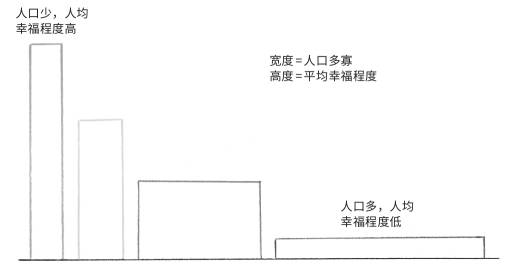 人口少，人均
幸福程度高
宽度=人口多寡
高度=平均幸福程度
人口多，人均
幸福程度低